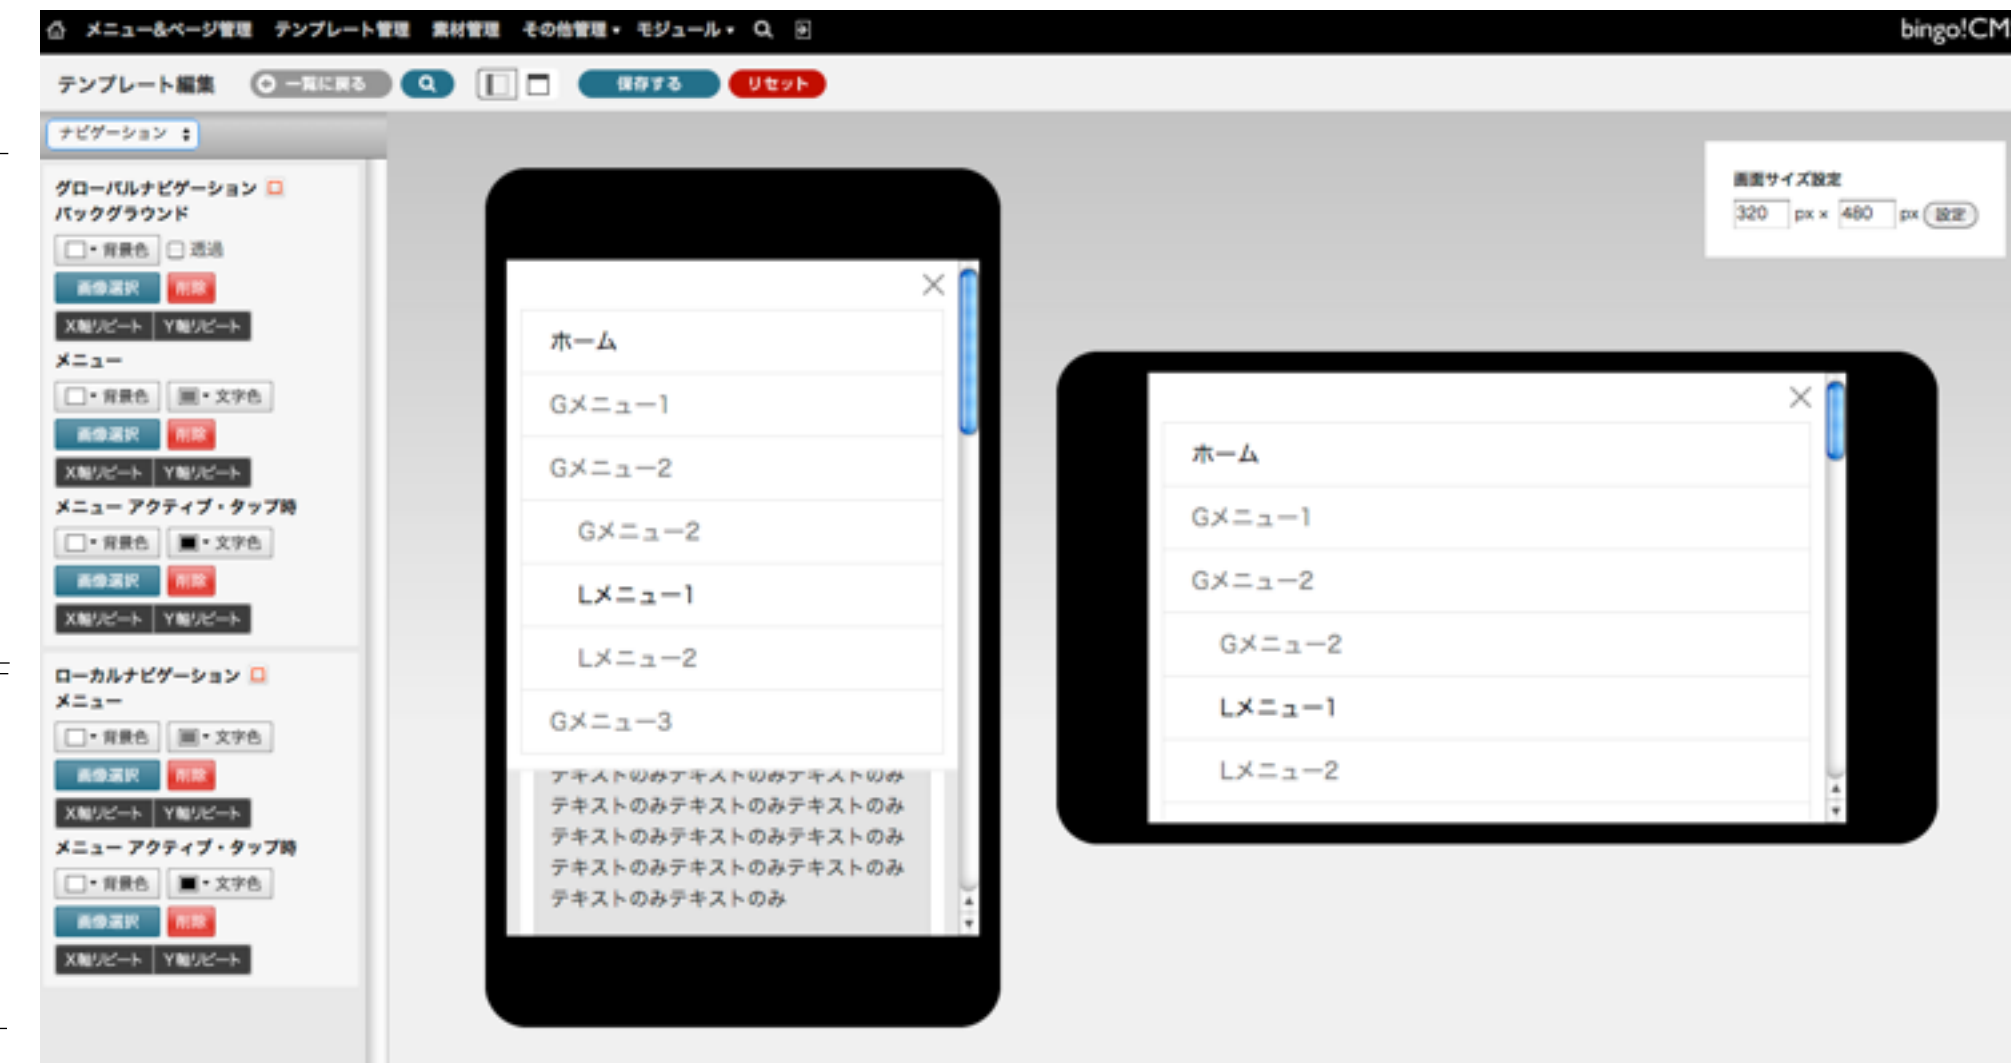 メニュー&ページ管理 テンプレート管理 素材管理 その他管理 モジュール
bingo!CM
テンプレート編集 一覧に戻る 保存する リセット
ナビゲーション
グローバルナビゲーション
バックグラウンド
背景色 透過
画像選択 削除
X軸リピート Y軸リピート
メニュー
背景色 文字色
画像選択 削除
X軸リピート Y軸リピート
メニュー アクティブ・タップ時
背景色 文字色
画像選択 削除
X軸リピート Y軸リピート
ローカルナビゲーション
メニュー
背景色 文字色
画像選択 削除
X軸リピート Y軸リピート
メニュー アクティブ・タップ時
背景色 文字色
画像選択 削除
X軸リピート Y軸リピート
ホーム
Gメニュー1
Gメニュー2
Gメニュー2
Lメニュー1
Lメニュー2
Gメニュー3
テキストのみテキストのみテキストのみ
テキストのみテキストのみテキストのみ
テキストのみテキストのみテキストのみ
テキストのみテキストのみテキストのみ
テキストのみテキストのみ
画面サイズ設定
320 px × 480 px 設定
ホーム
Gメニュー1
Gメニュー2
Gメニュー2
Lメニュー1
Lメニュー2